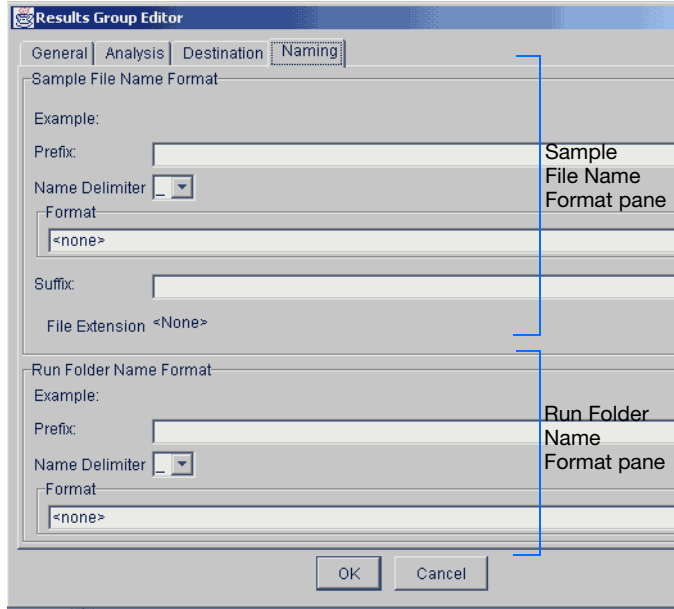 Results Group Editor
General Analysis Destination Naming
Sample File Name Format
Example:
Prefix:
Name Delimiter _
Format
<none>
Suffix:
File Extension <None>
Sample
File Name
Format pane
Run Folder Name Format
Example:
Prefix:
Name Delimiter _
Format
<none>
Run Folder
Name
Format pane
OK Cancel